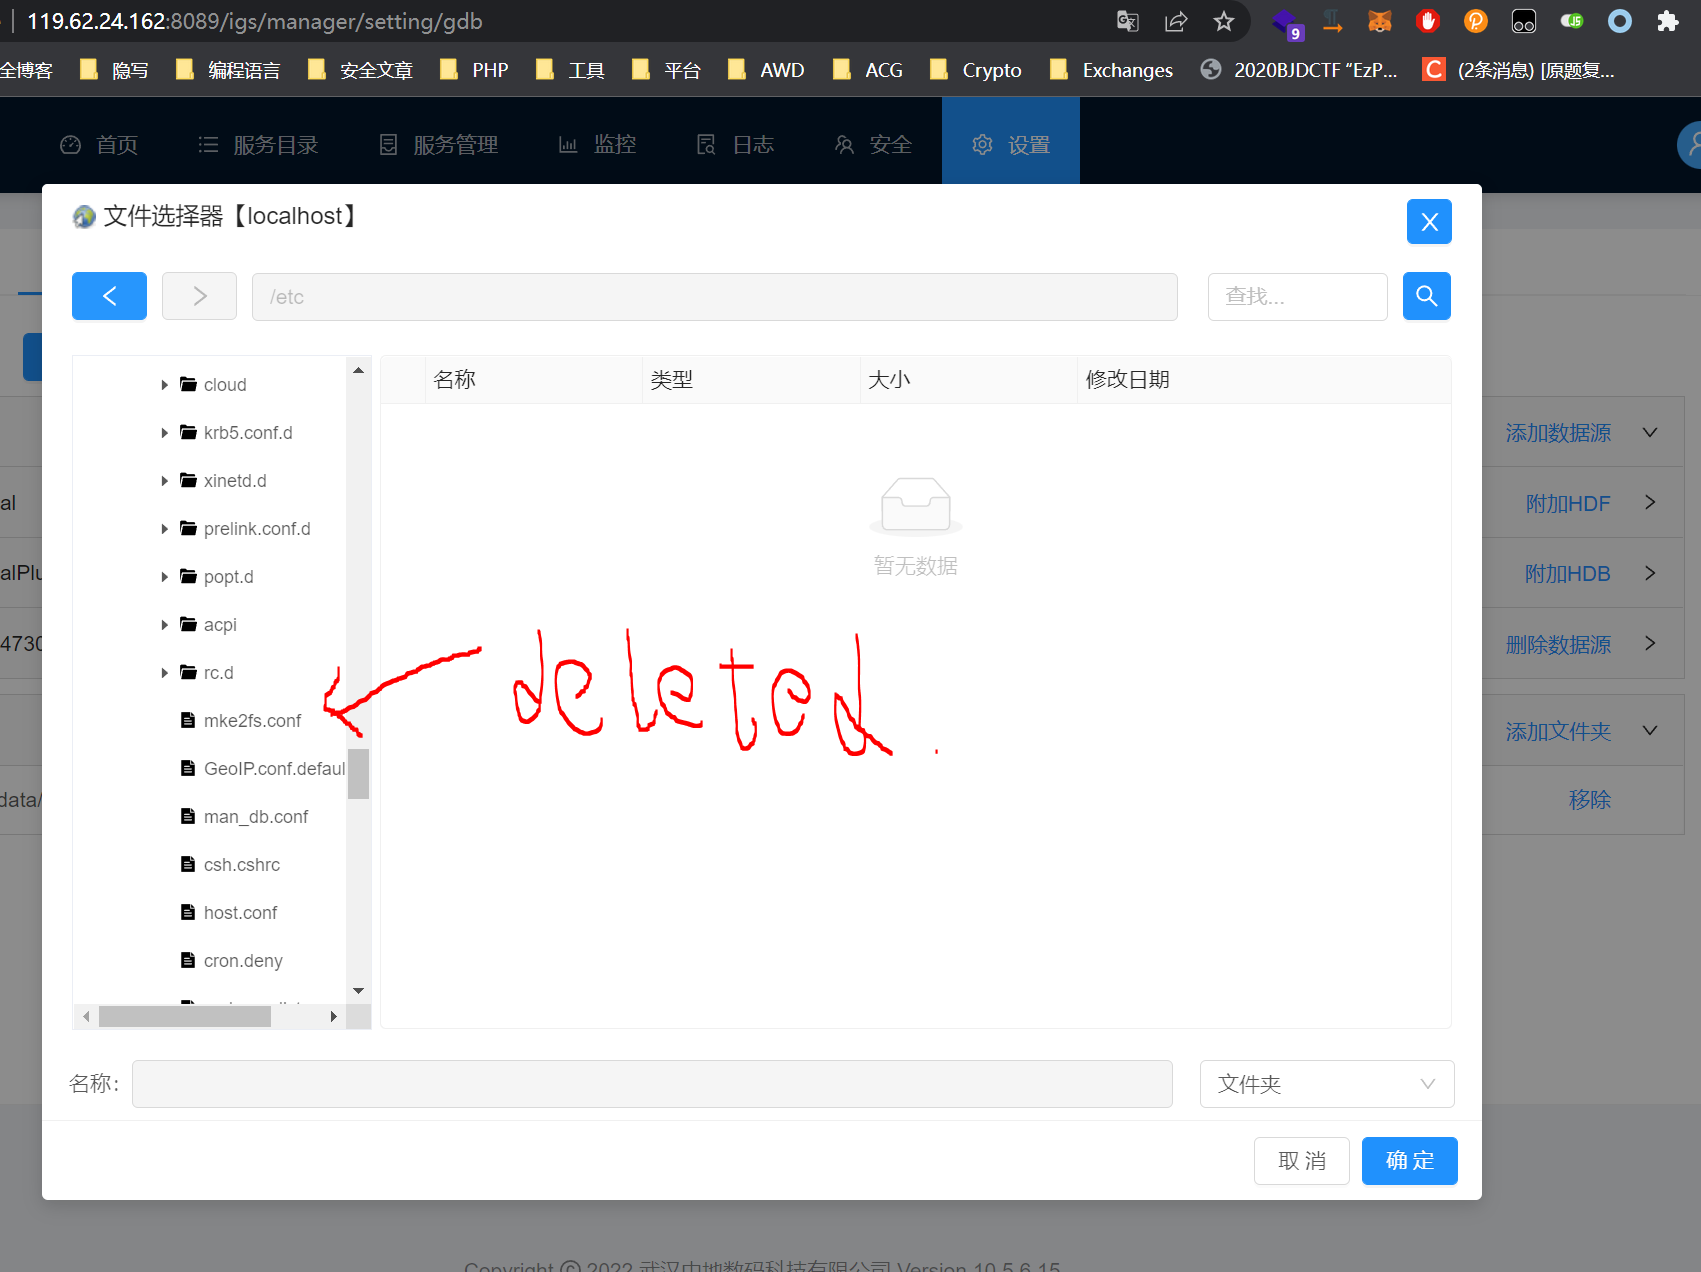 119.62.24.162:8089/igs/manager/setting/gdb
9
全博客 隐写 编程语言 安全文章 PHP 工具 平台 AWD ACG Crypto Exchanges 2020BJDCTF “EzP... C (2条消息) [原题复...
首页 服务目录 服务管理 监控 日志 安全 设置
文件选择器【localhost】 X
/etc 查找...
名称 类型 大小 修改日期
cloud
krb5.conf.d
xinetd.d
prelink.conf.d
popt.d
acpi
rc.d
mke2fs.conf
GeoIP.conf.defaul
man_db.conf
csh.cshrc
host.conf
cron.deny
暂无数据
deleted.
添加数据源
al 附加HDF
alPlu 附加HDB
4730 删除数据源
添加文件夹
data/ 移除
名称: 文件夹
取消 确定
Copyright © 2022 武汉中地数码科技有限公司 Version 10.5.6.15